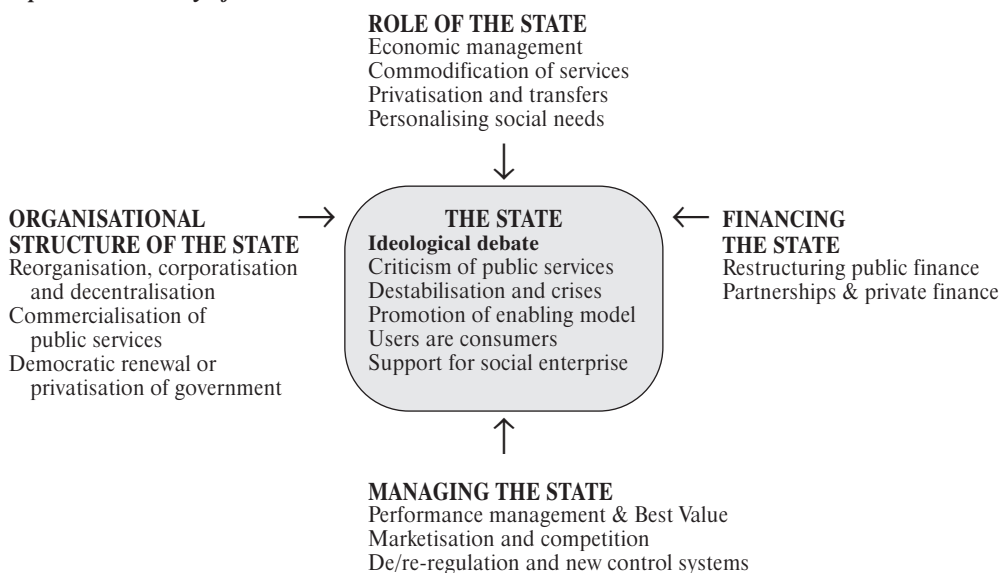 ROLE OF THE STATE
Economic management
Commodification of services
Privatisation and transfers
Personalising social needs
ORGANISATIONAL
STRUCTURE OF THE STATE
Reorganisation, corporatisation
and decentralisation
Commercialisation of
public services
Democratic renewal or
privatisation of government
THE STATE
Ideological debate
Criticism of public services
Destabilisation and crises
Promotion of enabling model
Users are consumers
Support for social enterprise
FINANCING
THE STATE
Restructuring public finance
Partnerships & private finance
MANAGING THE STATE
Performance management & Best Value
Marketisation and competition
De/re-regulation and new control systems